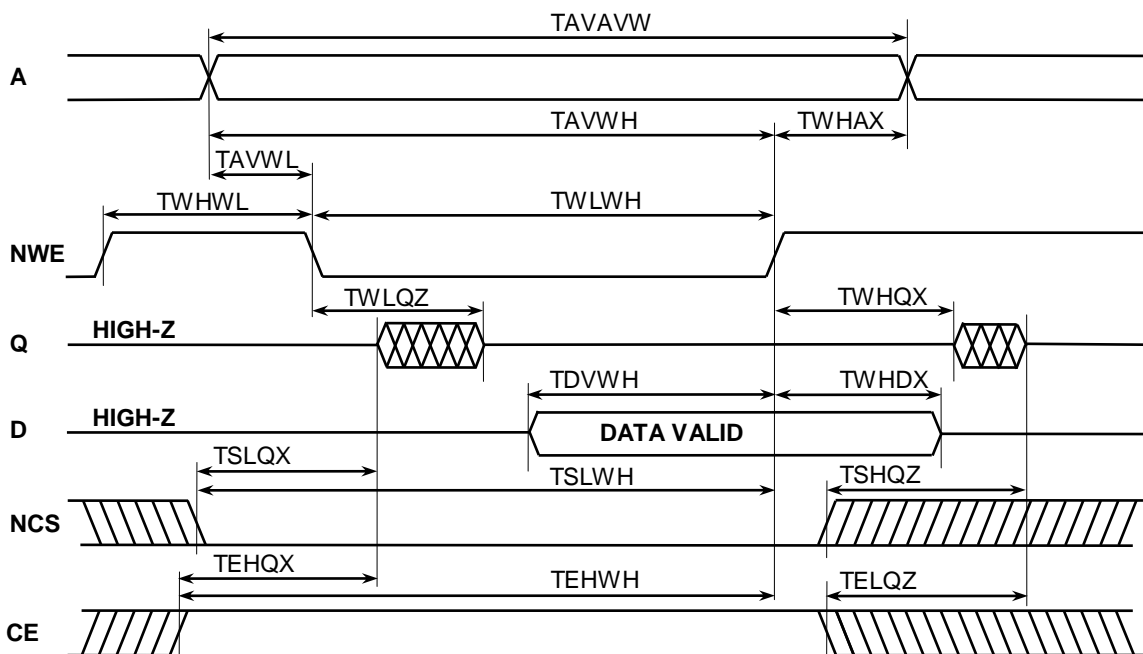 TAVAVW
A
TAVWH
TWHAX
TAVWL
TWHWL
TWLWH
NWE
TWLQZ
TWHQX
HIGH-Z
Q
TDVWH
TWHDX
HIGH-Z
D
DATA VALID
TSLQX
TSLWH
TSHQZ
NCS
TEHQX
TEHWH
TELQZ
CE